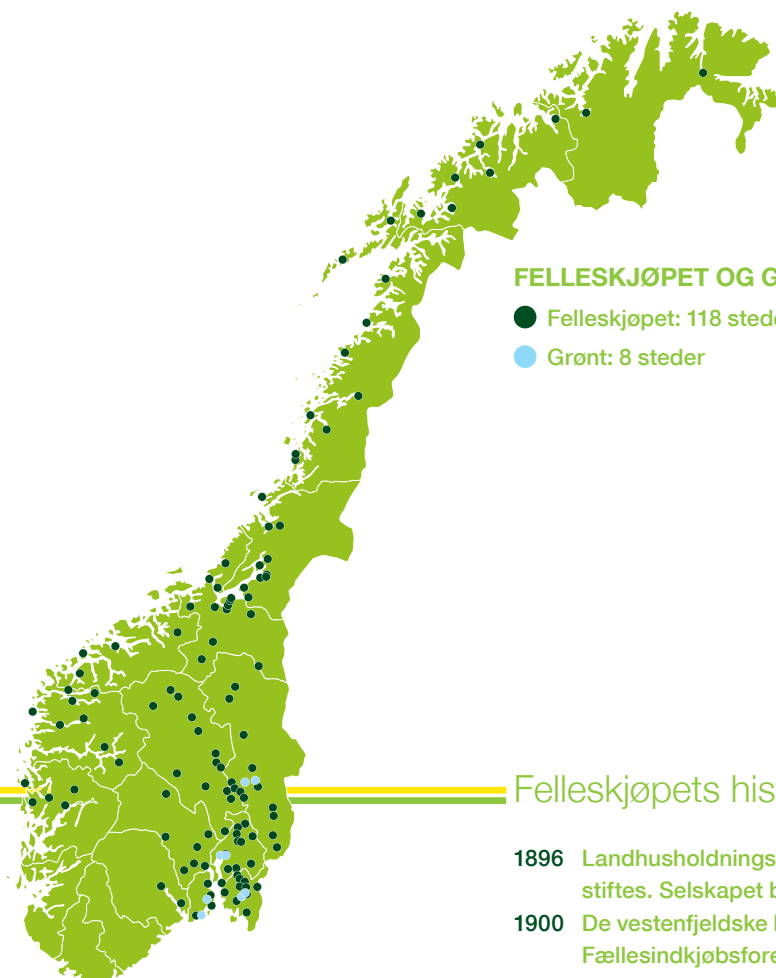 FELLESKJØPET OG G
Felleskjøpet: 118 stede
Grønt: 8 steder
Felleskjøpets his
1896 Landhusholdnings
stiftes. Selskapet b
1900 De vestenfjeldske
Fællesindkjøbsfore